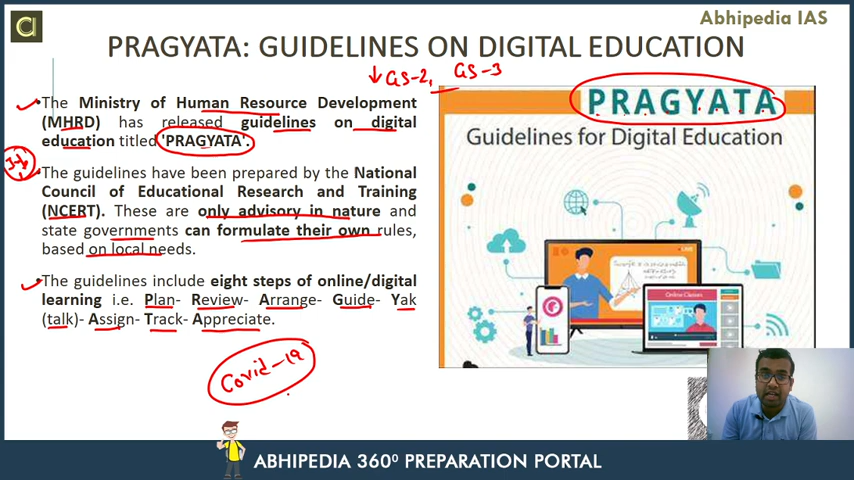 Abhipedia IAS
PRAGYATA: GUIDELINES ON DIGITAL EDUCATION
GS-2, GS-3
The Ministry of Human Resource Development
(MHRD) has released guidelines on digital
education titled 'PRAGYATA'.
The guidelines have been prepared by the National
Council of Educational Research and Training
(NCERT). These are only advisory in nature and
state governments can formulate their own rules,
based on local needs.
The guidelines include eight steps of online/digital
learning i.e. Plan- Review- Arrange- Guide- Yak
(talk)- Assign- Track- Appreciate.
Covid-19
PRAGYATA
Guidelines for Digital Education
LIVE
Online Classes
ABHIPEDIA 360⁰ PREPARATION PORTAL